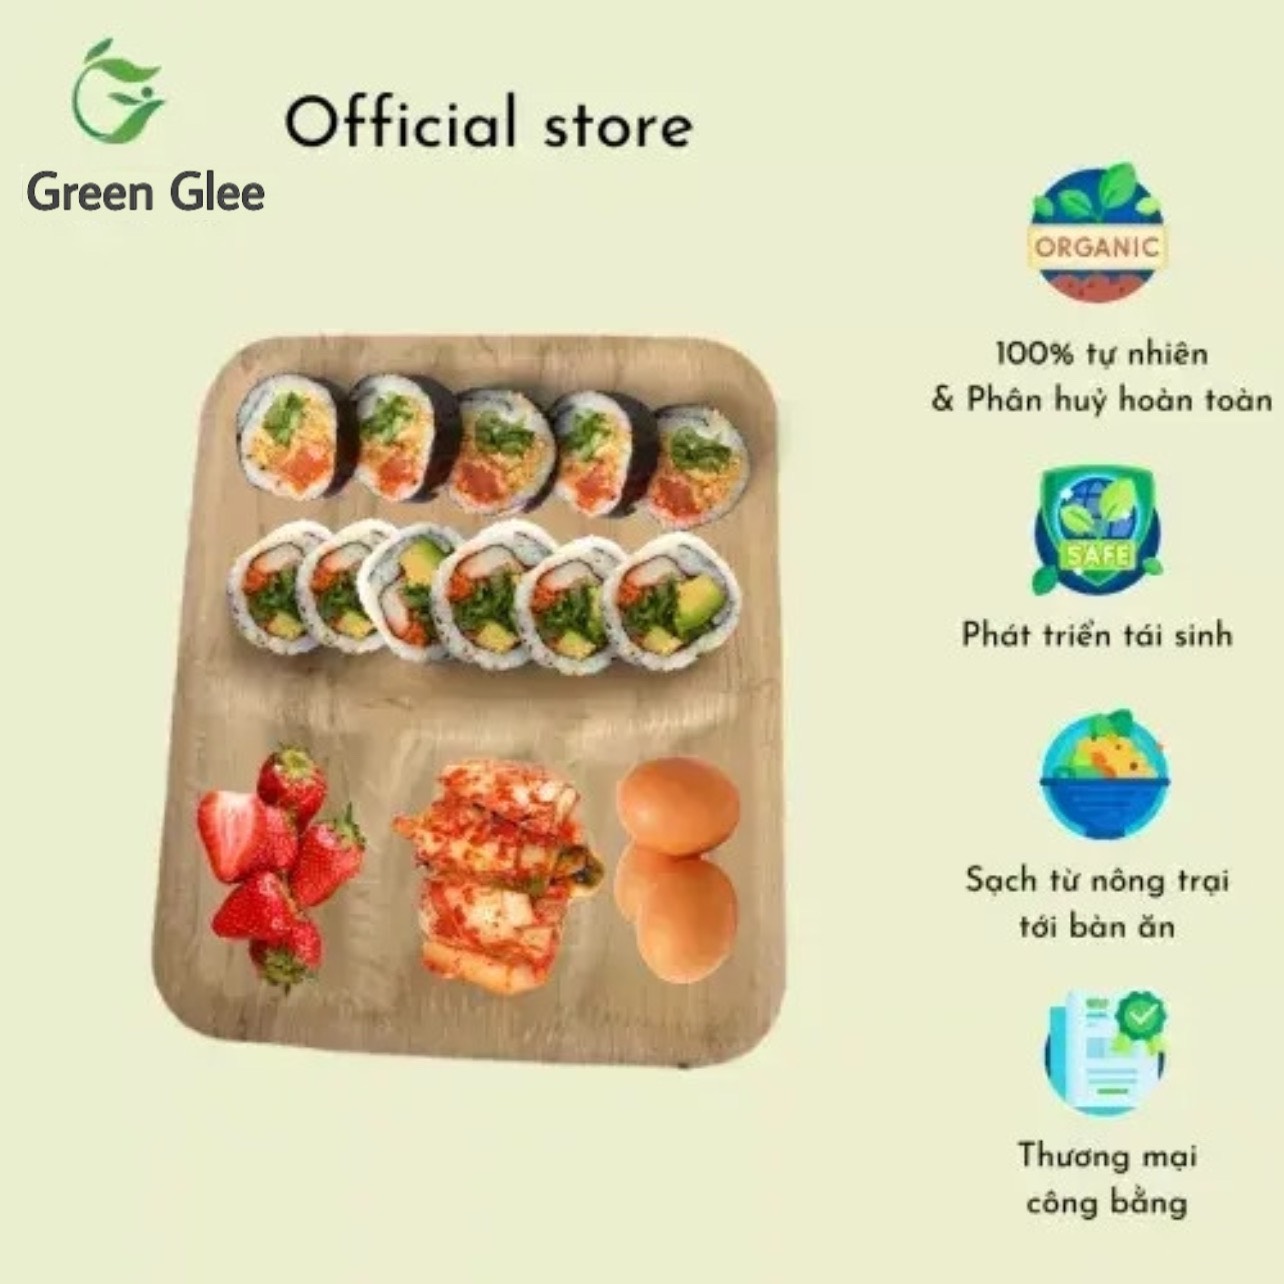 Green Glee
Official store
ORGANIC
100% tự nhiên
& Phân huỷ hoàn toàn
SAFE
Phát triển tái sinh
Sạch từ nông trại
tới bàn ăn
Thương mại
công bằng